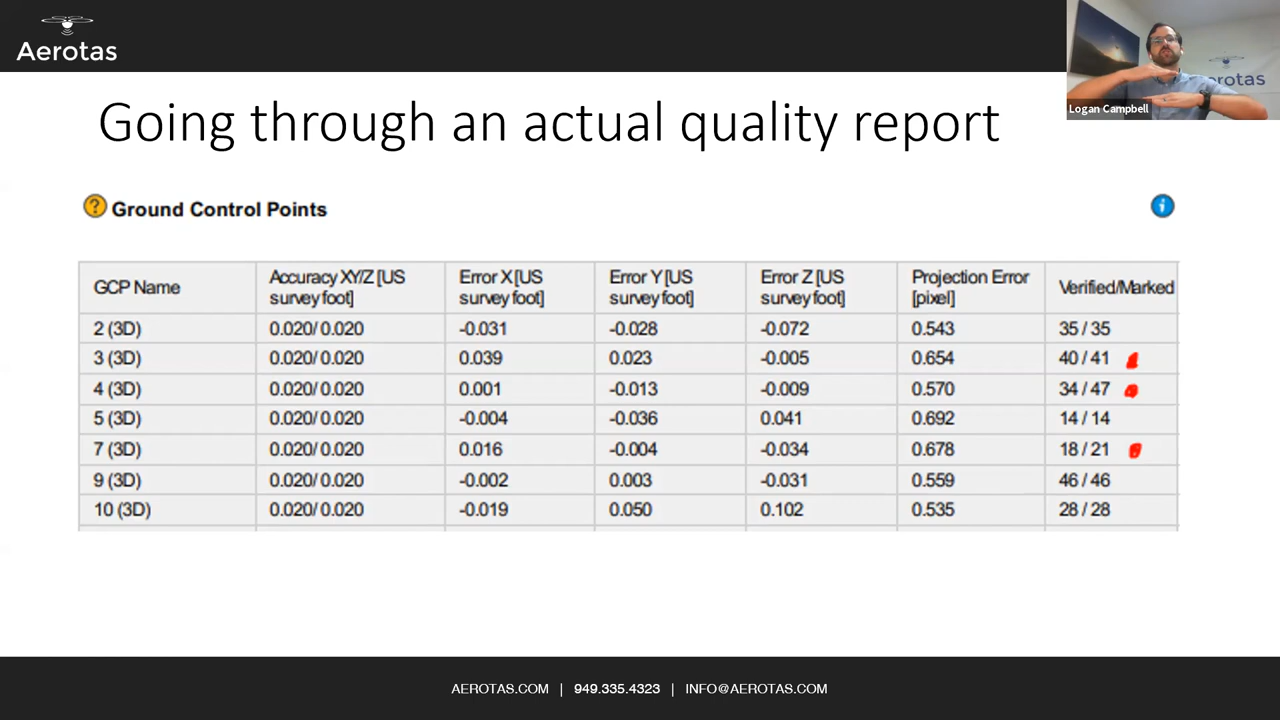 Aerotas
erotas
Logan Campbell
Going through an actual quality report
? Ground Control Points i
GCP Name Accuracy XY/Z [US survey foot] Error X [US survey foot] Error Y [US survey foot] Error Z [US survey foot] Projection Error [pixel] Verified/Marked
2 (3D) 0.020/ 0.020 -0.031 -0.028 -0.072 0.543 35 / 35
3 (3D) 0.020/ 0.020 0.039 0.023 -0.005 0.654 40 / 41
4 (3D) 0.020/ 0.020 0.001 -0.013 -0.009 0.570 34 / 47
5 (3D) 0.020/ 0.020 -0.004 -0.036 0.041 0.692 14 / 14
7 (3D) 0.020/ 0.020 0.016 -0.004 -0.034 0.678 18 / 21
9 (3D) 0.020/ 0.020 -0.002 0.003 -0.031 0.559 46 / 46
10 (3D) 0.020/ 0.020 -0.019 0.050 0.102 0.535 28 / 28
AEROTAS.COM | 949.335.4323 | INFO@AEROTAS.COM